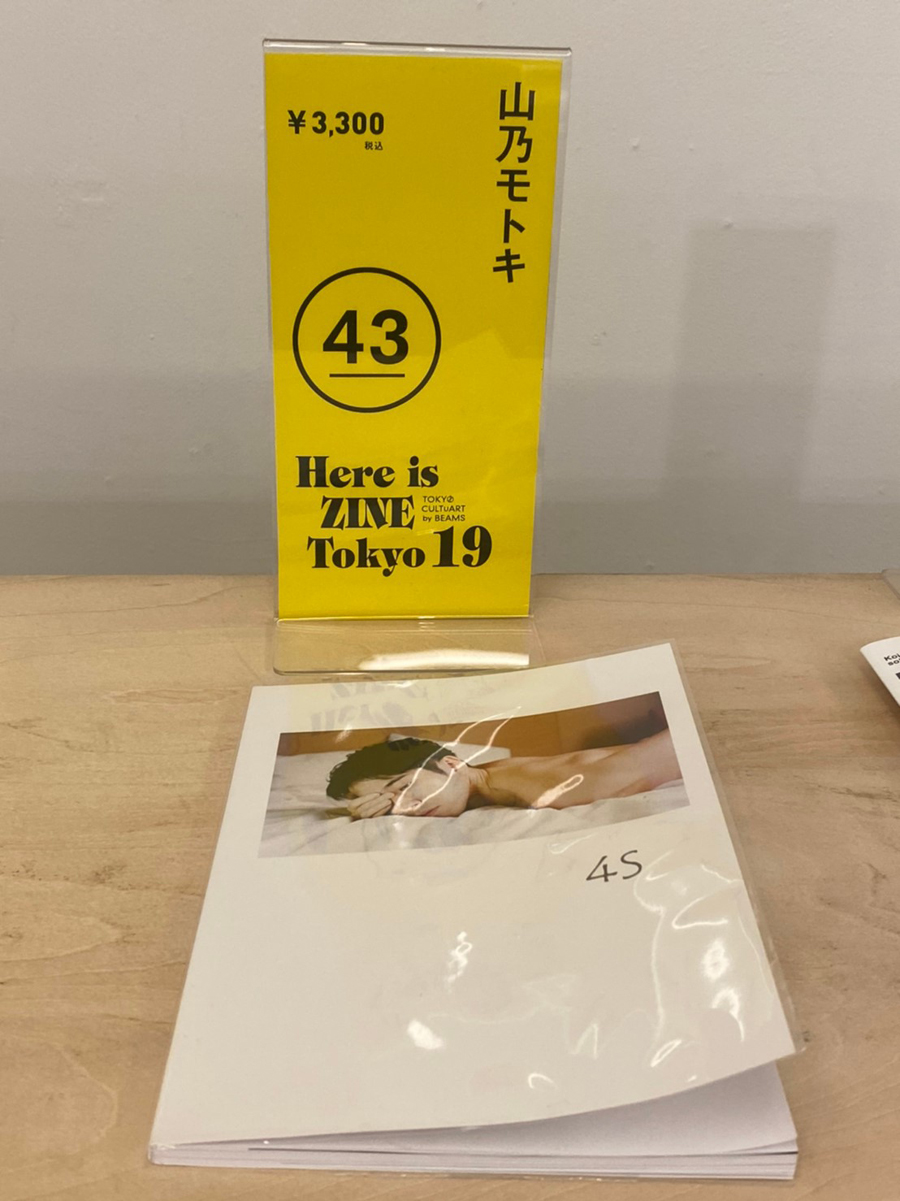 ¥3,300
税込
山乃モトキ
43
Here is
ZINE
Tokyo 19
TOKYØ
CULTUART
by BEAMS
4S